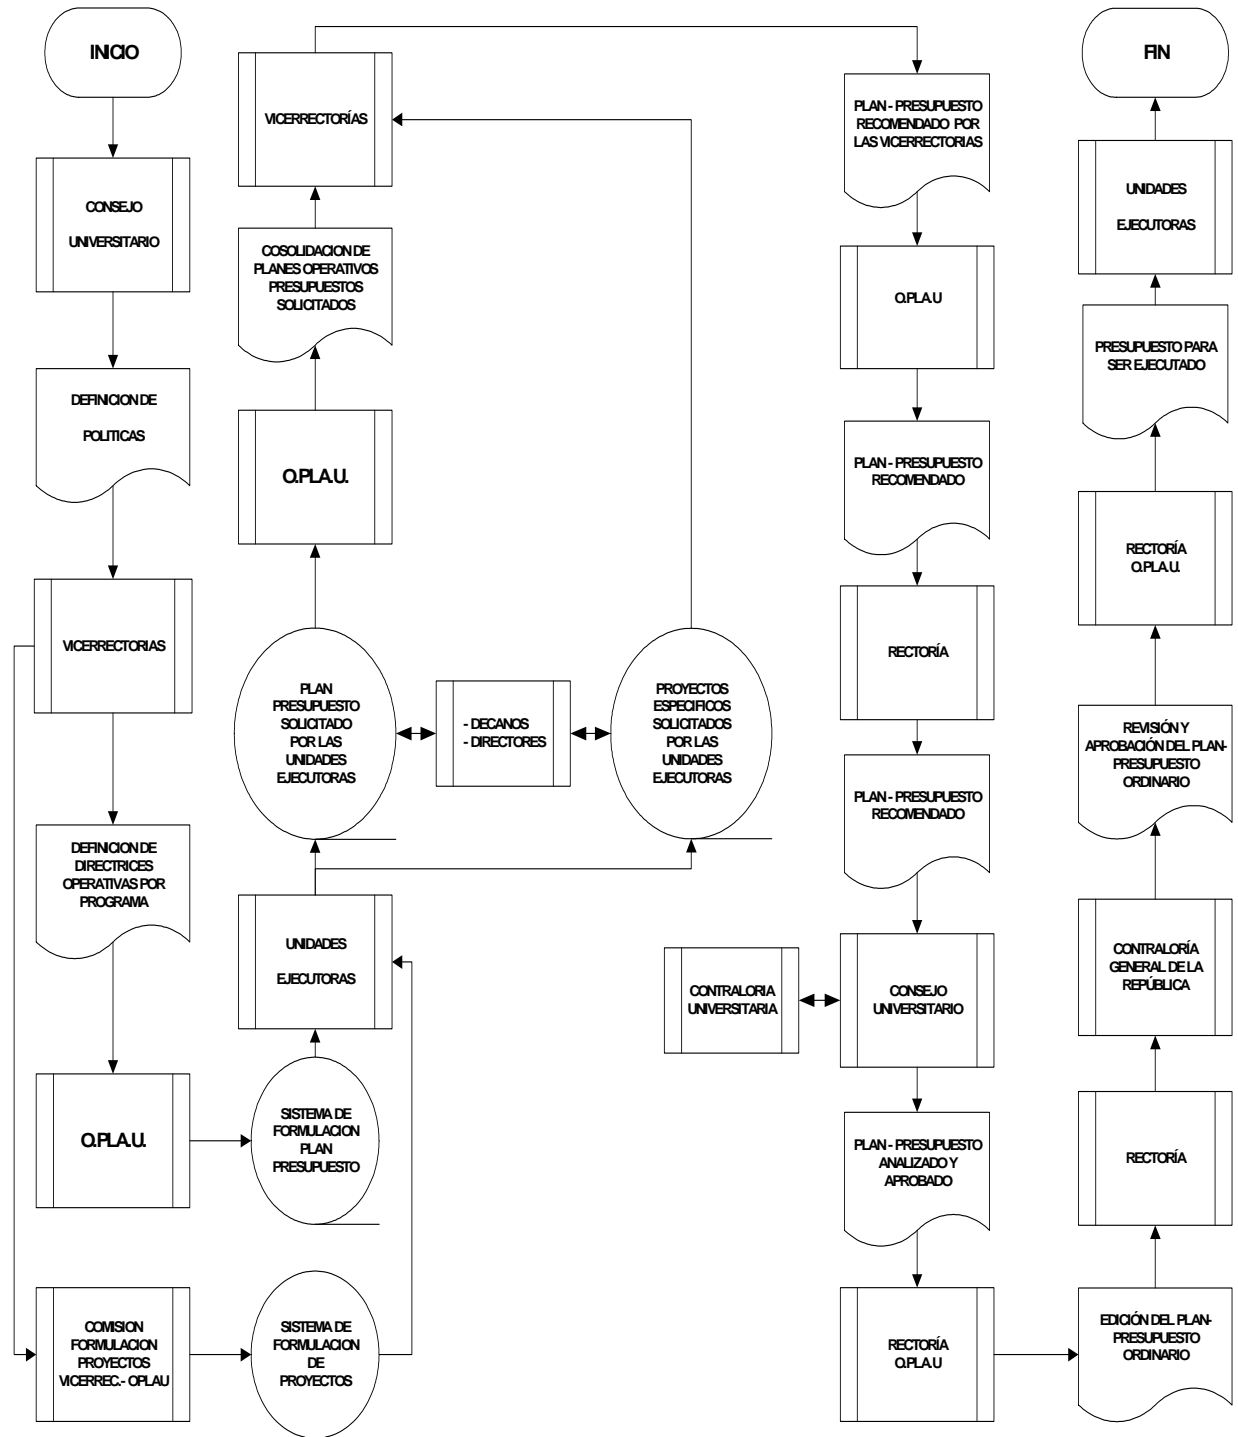 INICIO
CONSEJO
UNIVERSITARIO
DEFINICION DE
POLITICAS
VICERRECTORIAS
DEFINICION DE
DIRECTRICES
OPERATIVAS POR
PROGRAMA
O.PLA.U.
COMISION
FORMULACION
PROYECTOS
VICERREC.- OPLAU
SISTEMA DE
FORMULACION
DE
PROYECTOS
SISTEMA DE
FORMULACION
PLAN
PRESUPUESTO
UNIDADES
EJECUTORAS
PLAN
PRESUPUESTO
SOLICITADO
POR LAS
UNIDADES
EJECUTORAS
- DECANOS
- DIRECTORES
PROYECTOS
ESPECIFICOS
SOLICITADOS
POR LAS
UNIDADES
EJECUTORAS
O.PLA.U.
COSOLIDACION DE
PLANES OPERATIVOS
PRESUPUESTOS
SOLICITADOS
VICERRECTORÍAS
PLAN - PRESUPUESTO
RECOMENDADO POR
LAS VICERRECTORIAS
O.PLA.U
PLAN - PRESUPUESTO
RECOMENDADO
RECTORÍA
PLAN - PRESUPUESTO
RECOMENDADO
CONTRALORIA
UNIVERSITARIA
CONSEJO
UNIVERSITARIO
PLAN - PRESUPUESTO
ANALIZADO Y
APROBADO
RECTORÍA
O.PLA.U
EDICIÓN DEL PLAN-
PRESUPUESTO
ORDINARIO
RECTORÍA
CONTRALORÍA
GENERAL DE LA
REPÚBLICA
REVISIÓN Y
APROBACIÓN DEL PLAN-
PRESUPUESTO
ORDINARIO
RECTORÍA
O.PLA.U.
PRESUPUESTO PARA
SER EJECUTADO
UNIDADES
EJECUTORAS
FIN